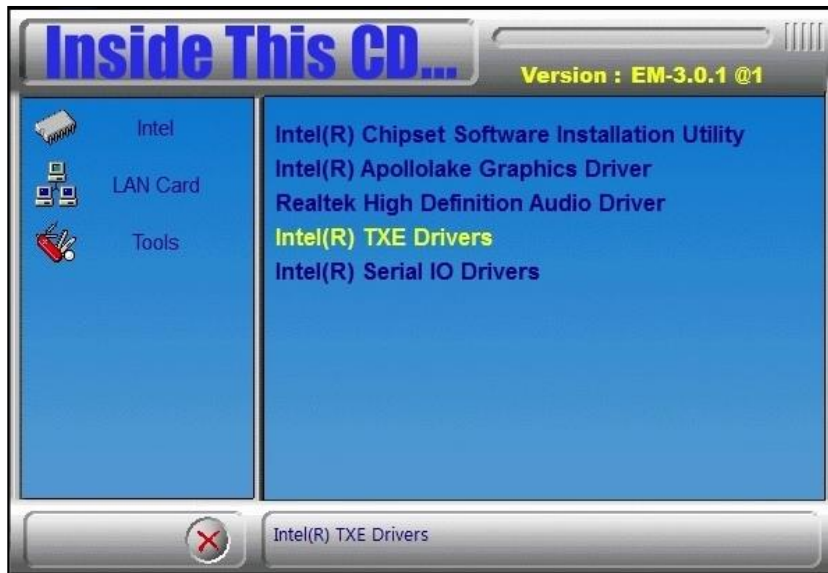 Inside This CD...
Version : EM-3.0.1 @1
Intel
LAN Card
Tools
Intel(R) Chipset Software Installation Utility
Intel(R) Apollolake Graphics Driver
Realtek High Definition Audio Driver
Intel(R) TXE Drivers
Intel(R) Serial IO Drivers
Intel(R) TXE Drivers